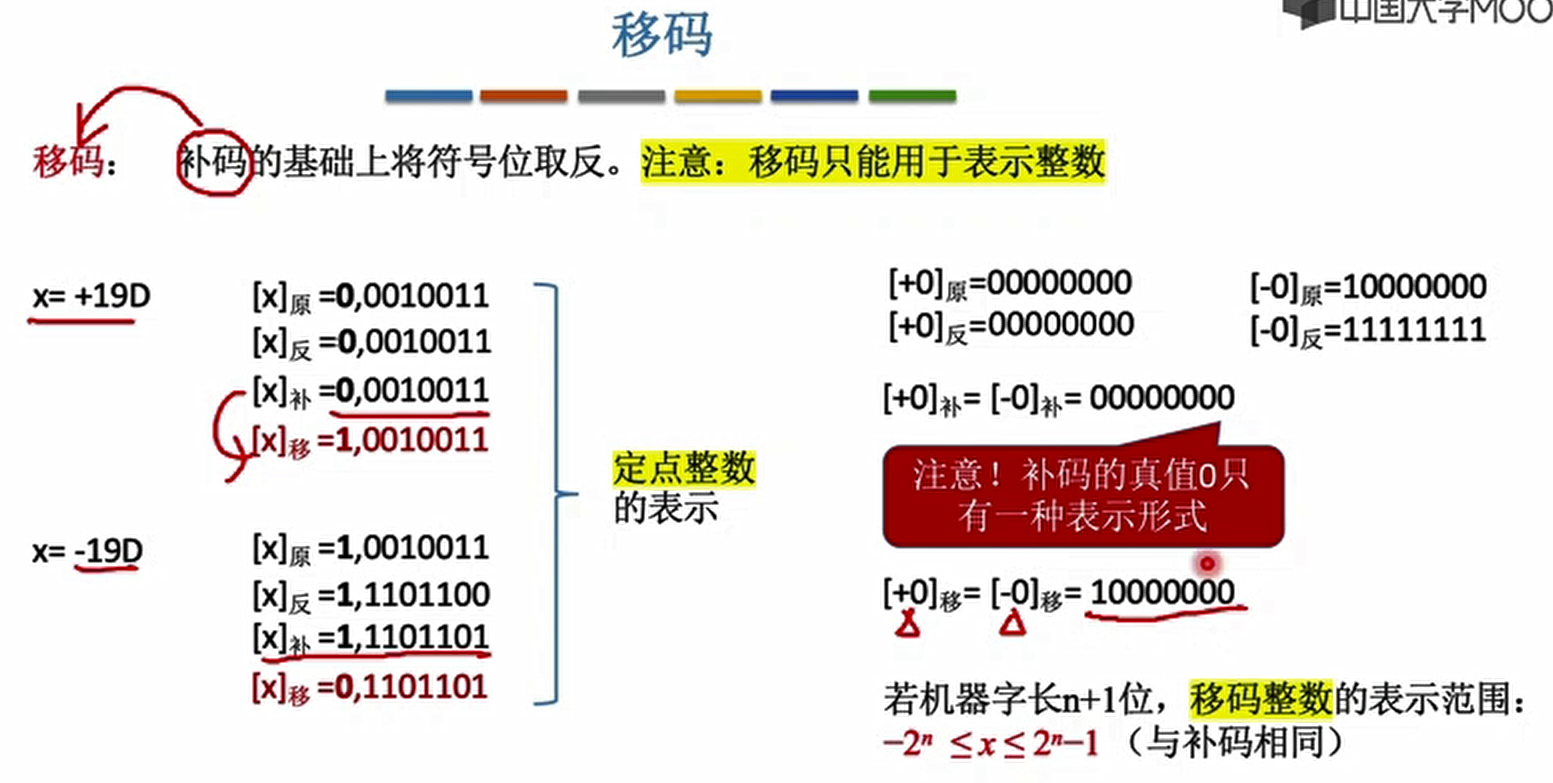 中国大学MOO
移码
移码： 补码的基础上将符号位取反。注意：移码只能用于表示整数
x= +19D
[x]原 =0,0010011
[x]反 =0,0010011
[x]补 =0,0010011
[x]移 =1,0010011
x= -19D
[x]原 =1,0010011
[x]反 =1,1101100
[x]补 =1,1101101
[x]移 =0,1101101
定点整数
的表示
[+0]原=00000000 [-0]原=10000000
[+0]反=00000000 [-0]反=11111111
[+0]补= [-0]补= 00000000
注意！补码的真值0只
有一种表示形式
[+0]移= [-0]移= 10000000
若机器字长n+1位，移码整数的表示范围：
−2ⁿ ≤ x ≤ 2ⁿ−1 （与补码相同）